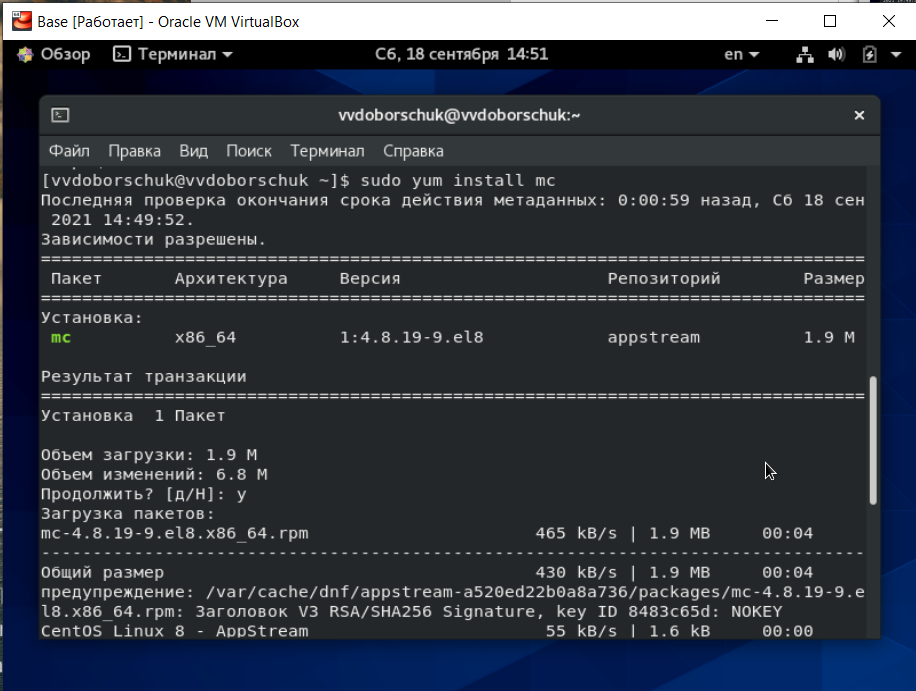 Base [Работает] - Oracle VM VirtualBox
Обзор Терминал Сб, 18 сентября 14:51 en
vvdoborschuk@vvdoborschuk:~
Файл Правка Вид Поиск Терминал Справка
[vvdoborschuk@vvdoborschuk ~]$ sudo yum install mc
Последняя проверка окончания срока действия метаданных: 0:00:59 назад, Сб 18 сен
2021 14:49:52.
Зависимости разрешены.
================================================================================
Пакет Архитектура Версия Репозиторий Размер
================================================================================
Установка:
mc x86_64 1:4.8.19-9.el8 appstream 1.9 M
Результат транзакции
================================================================================
Установка 1 Пакет
Объем загрузки: 1.9 M
Объем изменений: 6.8 M
Продолжить? [д/Н]: y
Загрузка пакетов:
mc-4.8.19-9.el8.x86_64.rpm 465 kB/s | 1.9 MB 00:04
--------------------------------------------------------------------------------
Общий размер 430 kB/s | 1.9 MB 00:04
предупреждение: /var/cache/dnf/appstream-a520ed22b0a8a736/packages/mc-4.8.19-9.e
l8.x86_64.rpm: Заголовок V3 RSA/SHA256 Signature, key ID 8483c65d: NOKEY
CentOS Linux 8 - AppStream 55 kB/s | 1.6 kB 00:00